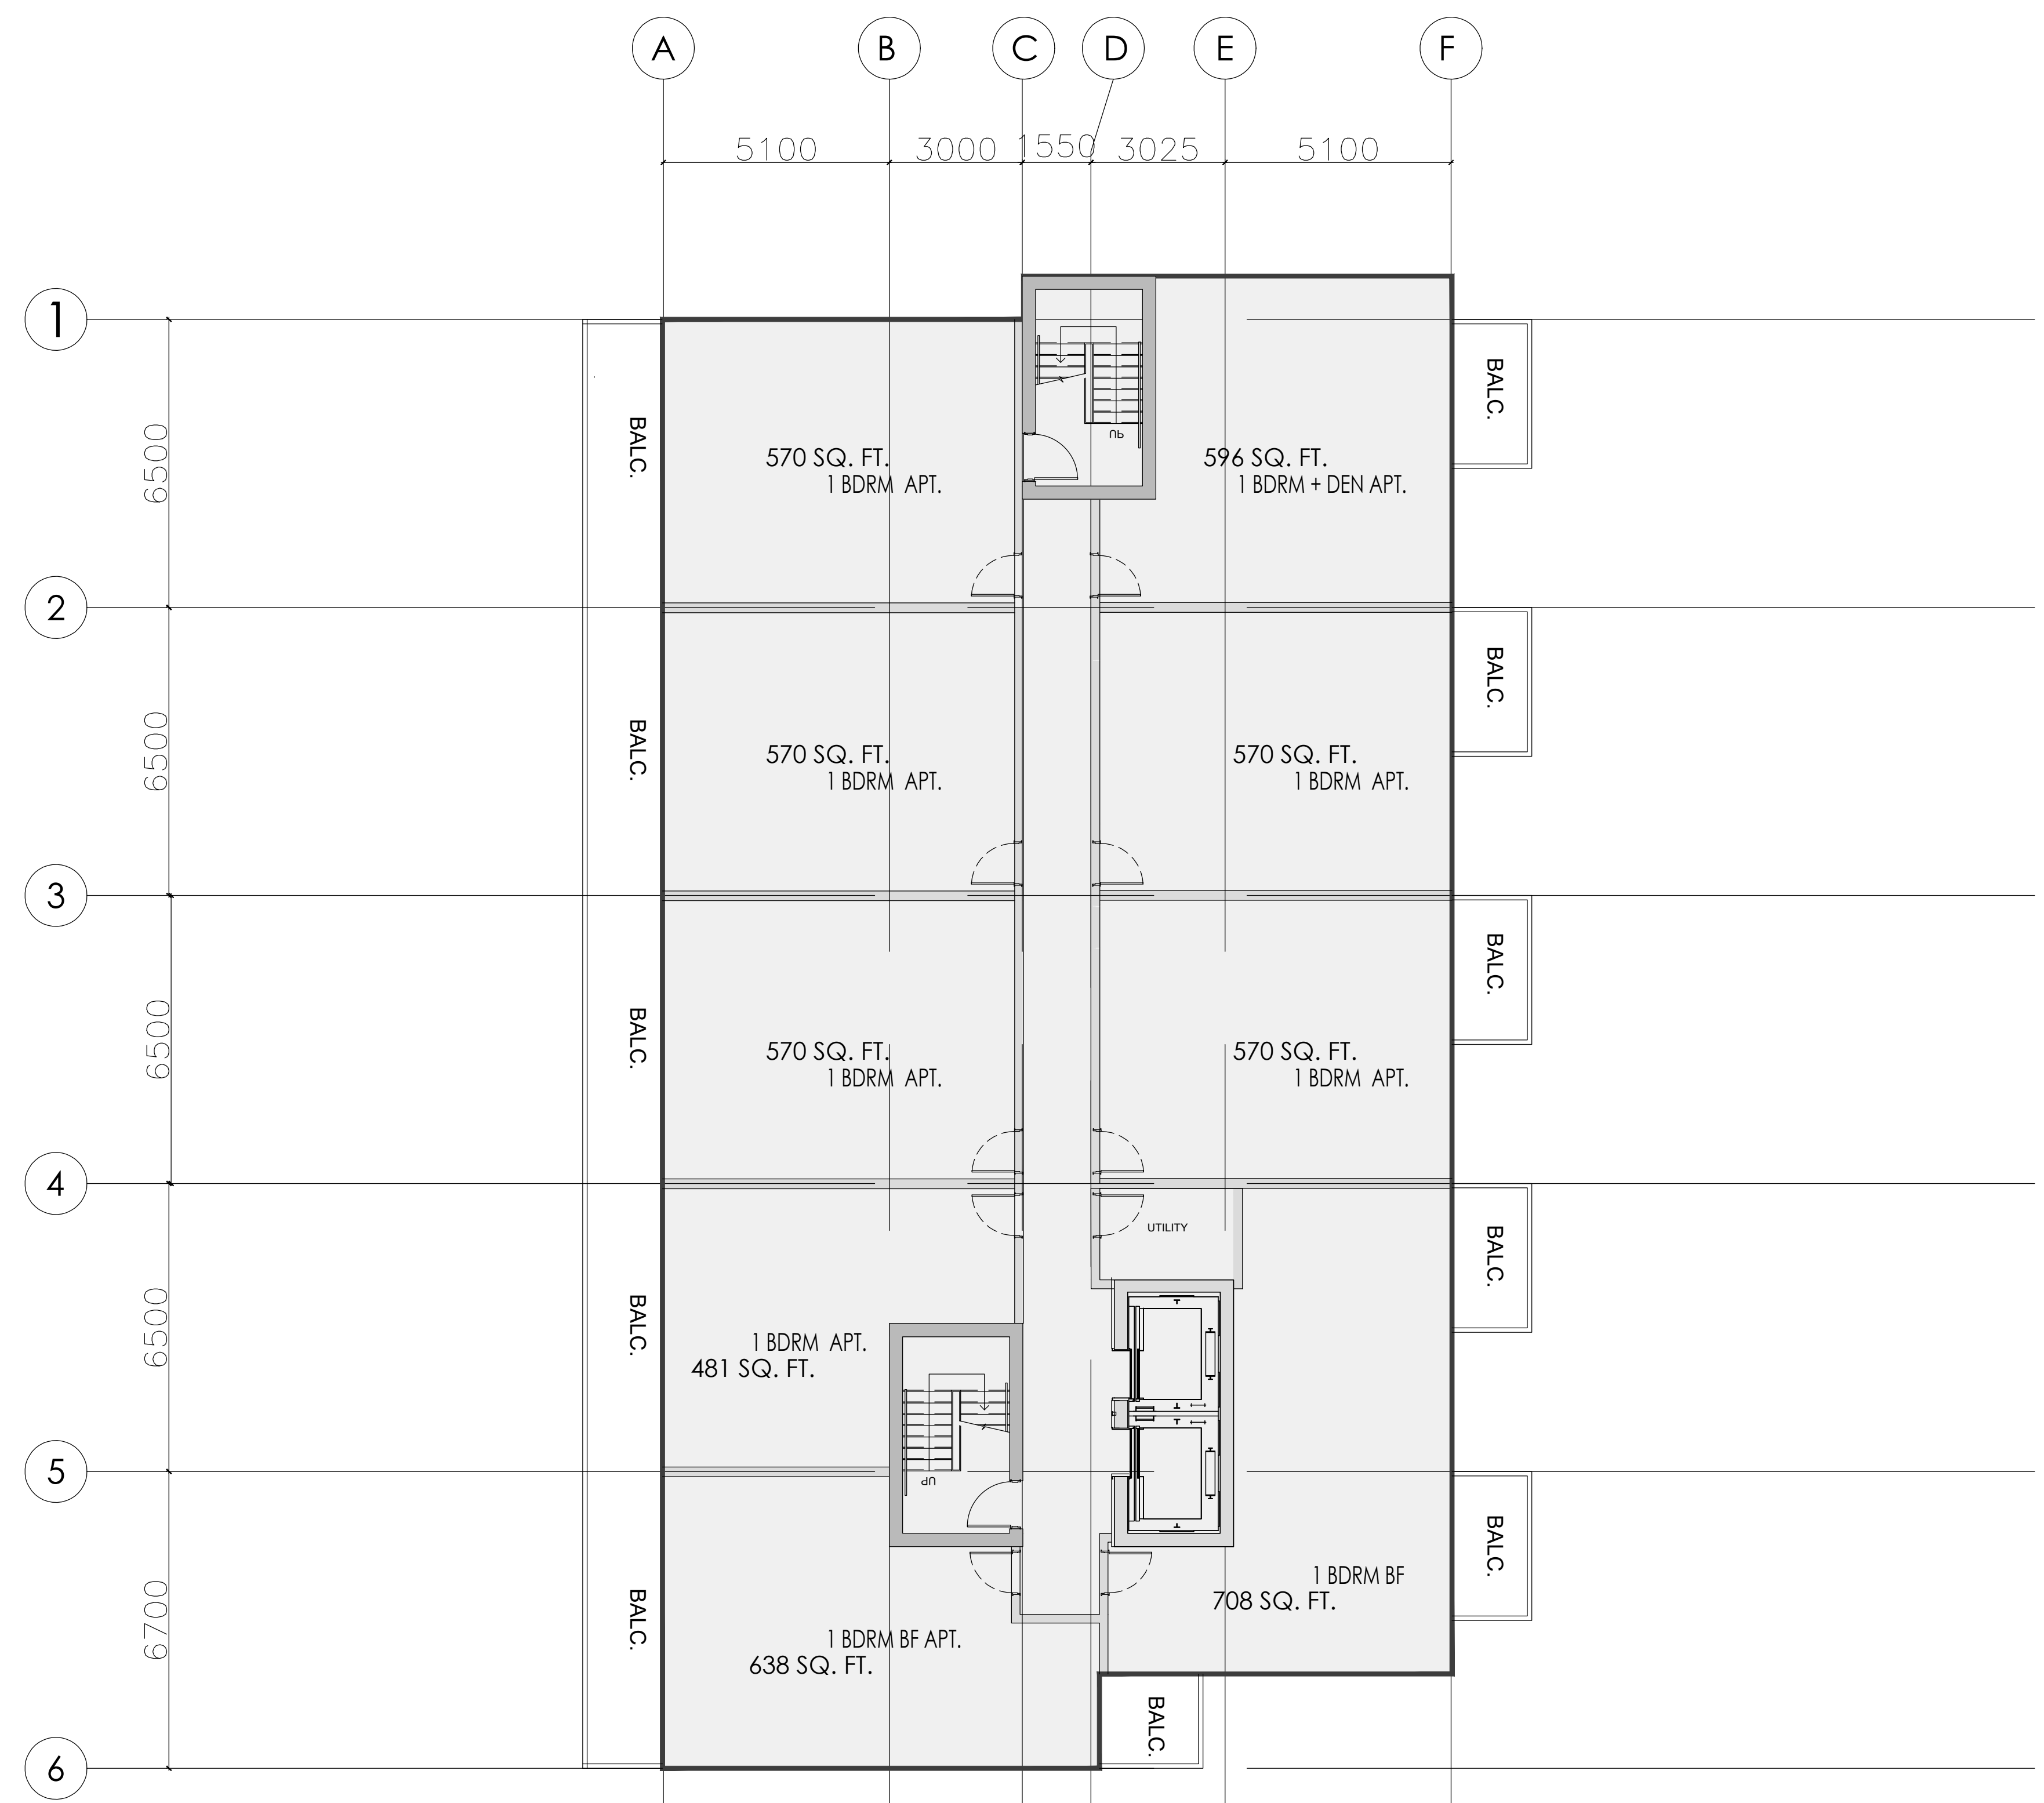 A B C D E F
5100 3000 1550 3025 5100
1
BALC.
BALC.
6500
570 SQ. FT.
1 BDRM APT.
UP
596 SQ. FT.
1 BDRM + DEN APT.
2
BALC.
BALC.
6500
570 SQ. FT.
1 BDRM APT.
570 SQ. FT.
1 BDRM APT.
3
BALC.
BALC.
6500
570 SQ. FT.
1 BDRM APT.
570 SQ. FT.
1 BDRM APT.
4
UTILITY
BALC.
BALC.
6500
1 BDRM APT.
481 SQ. FT.
5
UP
BALC.
BALC.
6700
1 BDRM BF
708 SQ. FT.
1 BDRM BF APT.
638 SQ. FT.
BALC.
6